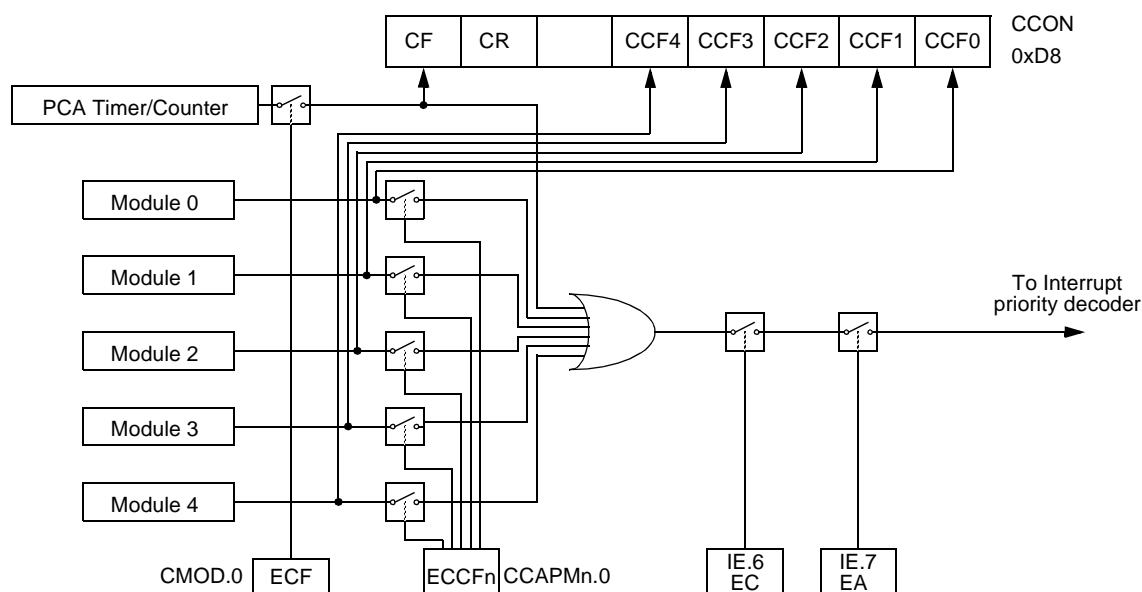 CF CR CCF4 CCF3 CCF2 CCF1 CCF0 CCON
0xD8
PCA Timer/Counter
Module 0
Module 1
Module 2
Module 3
Module 4
To Interrupt
priority decoder
CMOD.0 ECF
ECCFn CCAPMn.0
IE.6
EC
IE.7
EA